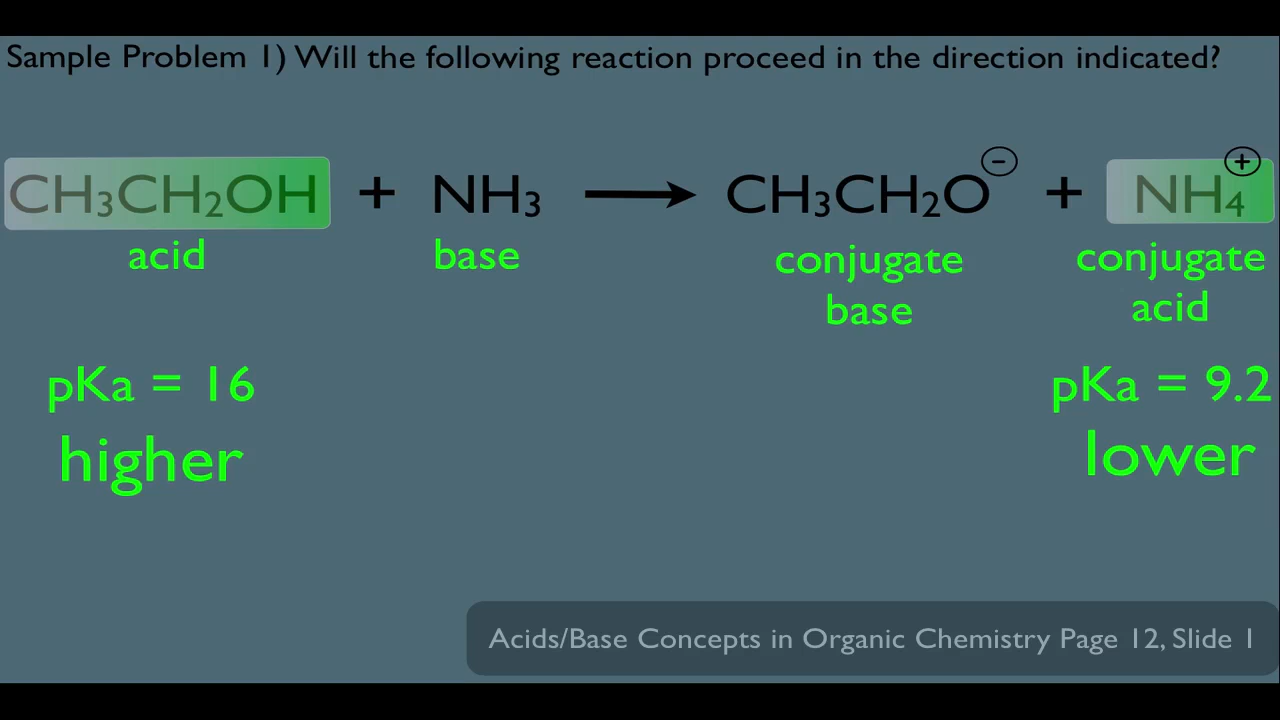 Sample Problem 1) Will the following reaction proceed in the direction indicated?
CH₃CH₂OH + NH₃ ⟶ CH₃CH₂O⊖ + NH₄⊕
acid base conjugate base conjugate acid
pKa = 16 pKa = 9.2
higher lower
Acids/Base Concepts in Organic Chemistry Page 12, Slide 1